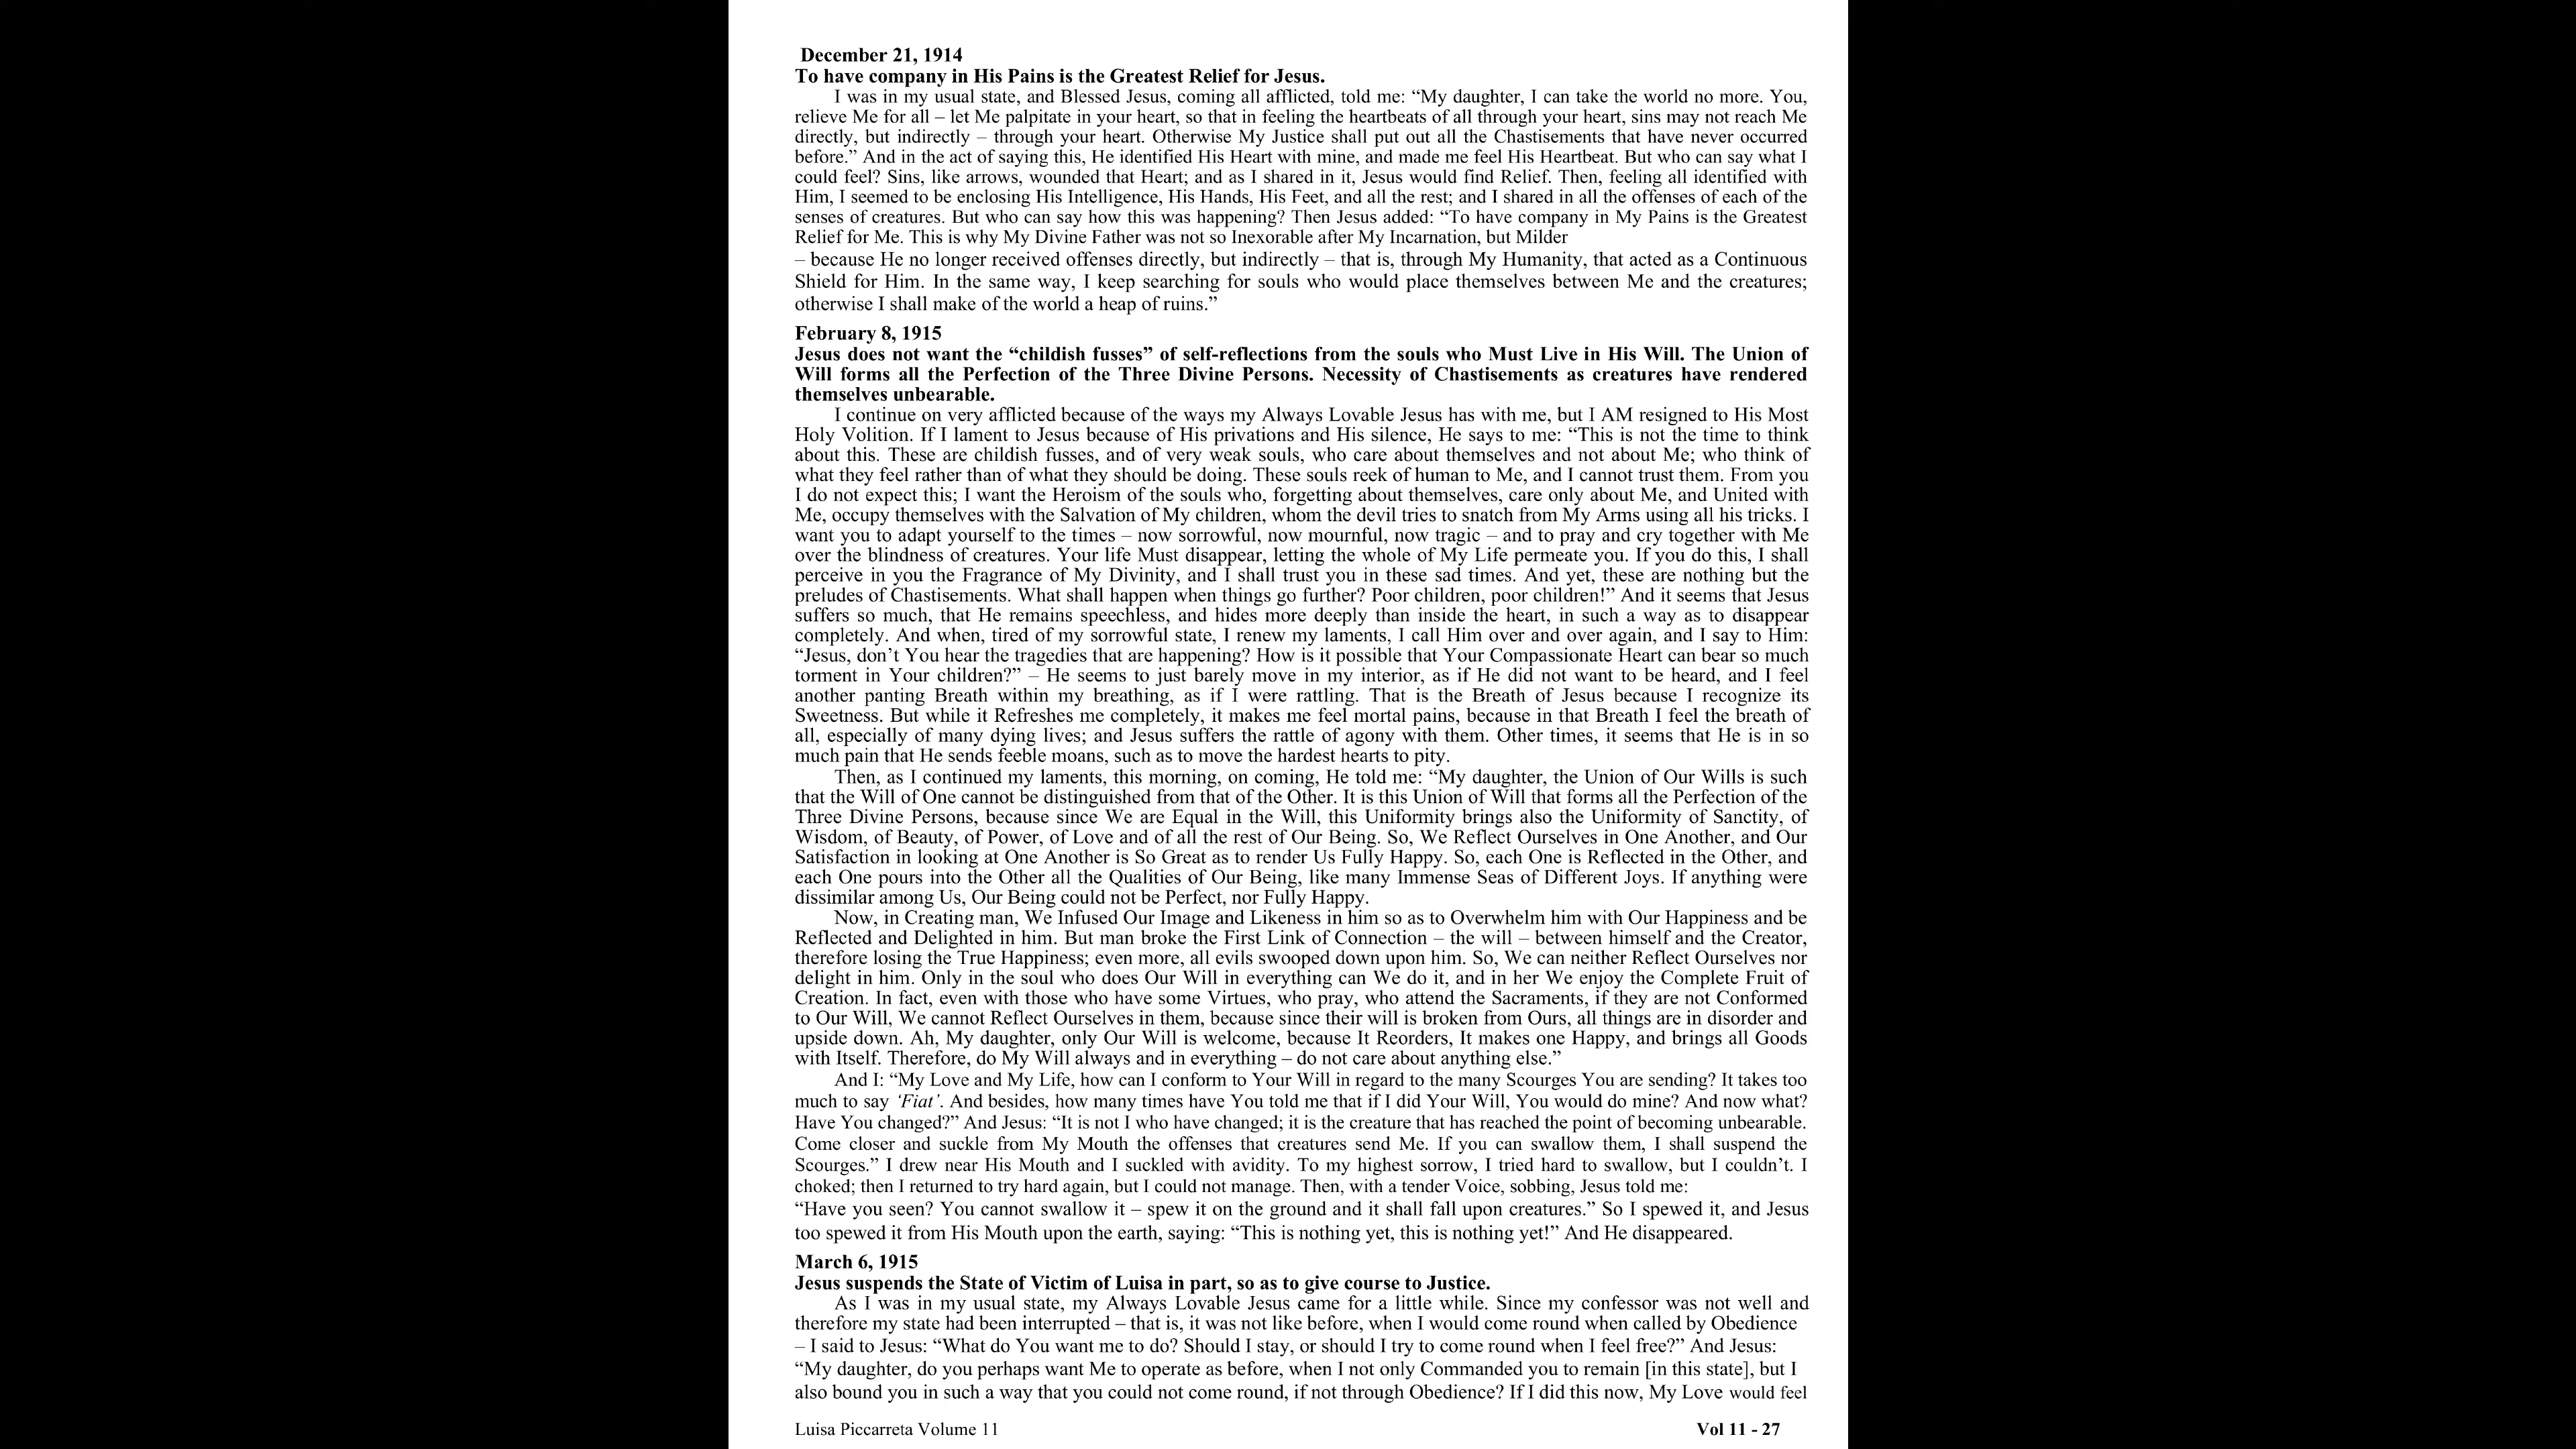 December 21, 1914
To have company in His Pains is the Greatest Relief for Jesus.
I was in my usual state, and Blessed Jesus, coming all afflicted, told me: “My daughter, I can take the world no more. You,
relieve Me for all – let Me palpitate in your heart, so that in feeling the heartbeats of all through your heart, sins may not reach Me
directly, but indirectly – through your heart. Otherwise My Justice shall put out all the Chastisements that have never occurred
before.” And in the act of saying this, He identified His Heart with mine, and made me feel His Heartbeat. But who can say what I
could feel? Sins, like arrows, wounded that Heart; and as I shared in it, Jesus would find Relief. Then, feeling all identified with
Him, I seemed to be enclosing His Intelligence, His Hands, His Feet, and all the rest; and I shared in all the offenses of each of the
senses of creatures. But who can say how this was happening? Then Jesus added: “To have company in My Pains is the Greatest
Relief for Me. This is why My Divine Father was not so Inexorable after My Incarnation, but Milder
– because He no longer received offenses directly, but indirectly – that is, through My Humanity, that acted as a Continuous
Shield for Him. In the same way, I keep searching for souls who would place themselves between Me and the creatures;
otherwise I shall make of the world a heap of ruins.”
February 8, 1915
Jesus does not want the “childish fusses” of self-reflections from the souls who Must Live in His Will. The Union of
Will forms all the Perfection of the Three Divine Persons. Necessity of Chastisements as creatures have rendered
themselves unbearable.
I continue on very afflicted because of the ways my Always Lovable Jesus has with me, but I AM resigned to His Most
Holy Volition. If I lament to Jesus because of His privations and His silence, He says to me: “This is not the time to think
about this. These are childish fusses, and of very weak souls, who care about themselves and not about Me; who think of
what they feel rather than of what they should be doing. These souls reek of human to Me, and I cannot trust them. From you
I do not expect this; I want the Heroism of the souls who, forgetting about themselves, care only about Me, and United with
Me, occupy themselves with the Salvation of My children, whom the devil tries to snatch from My Arms using all his tricks. I
want you to adapt yourself to the times – now sorrowful, now mournful, now tragic – and to pray and cry together with Me
over the blindness of creatures. Your life Must disappear, letting the whole of My Life permeate you. If you do this, I shall
perceive in you the Fragrance of My Divinity, and I shall trust you in these sad times. And yet, these are nothing but the
preludes of Chastisements. What shall happen when things go further? Poor children, poor children!” And it seems that Jesus
suffers so much, that He remains speechless, and hides more deeply than inside the heart, in such a way as to disappear
completely. And when, tired of my sorrowful state, I renew my laments, I call Him over and over again, and I say to Him:
“Jesus, don’t You hear the tragedies that are happening? How is it possible that Your Compassionate Heart can bear so much
torment in Your children?” – He seems to just barely move in my interior, as if He did not want to be heard, and I feel
another panting Breath within my breathing, as if I were rattling. That is the Breath of Jesus because I recognize its
Sweetness. But while it Refreshes me completely, it makes me feel mortal pains, because in that Breath I feel the breath of
all, especially of many dying lives; and Jesus suffers the rattle of agony with them. Other times, it seems that He is in so
much pain that He sends feeble moans, such as to move the hardest hearts to pity.
Then, as I continued my laments, this morning, on coming, He told me: “My daughter, the Union of Our Wills is such
that the Will of One cannot be distinguished from that of the Other. It is this Union of Will that forms all the Perfection of the
Three Divine Persons, because since We are Equal in the Will, this Uniformity brings also the Uniformity of Sanctity, of
Wisdom, of Beauty, of Power, of Love and of all the rest of Our Being. So, We Reflect Ourselves in One Another, and Our
Satisfaction in looking at One Another is So Great as to render Us Fully Happy. So, each One is Reflected in the Other, and
each One pours into the Other all the Qualities of Our Being, like many Immense Seas of Different Joys. If anything were
dissimilar among Us, Our Being could not be Perfect, nor Fully Happy.
Now, in Creating man, We Infused Our Image and Likeness in him so as to Overwhelm him with Our Happiness and be
Reflected and Delighted in him. But man broke the First Link of Connection – the will – between himself and the Creator,
therefore losing the True Happiness; even more, all evils swooped down upon him. So, We can neither Reflect Ourselves nor
delight in him. Only in the soul who does Our Will in everything can We do it, and in her We enjoy the Complete Fruit of
Creation. In fact, even with those who have some Virtues, who pray, who attend the Sacraments, if they are not Conformed
to Our Will, We cannot Reflect Ourselves in them, because since their will is broken from Ours, all things are in disorder and
upside down. Ah, My daughter, only Our Will is welcome, because It Reorders, It makes one Happy, and brings all Goods
with Itself. Therefore, do My Will always and in everything – do not care about anything else.”
And I: “My Love and My Life, how can I conform to Your Will in regard to the many Scourges You are sending? It takes too
much to say ‘Fiat’. And besides, how many times have You told me that if I did Your Will, You would do mine? And now what?
Have You changed?” And Jesus: “It is not I who have changed; it is the creature that has reached the point of becoming unbearable.
Come closer and suckle from My Mouth the offenses that creatures send Me. If you can swallow them, I shall suspend the
Scourges.” I drew near His Mouth and I suckled with avidity. To my highest sorrow, I tried hard to swallow, but I couldn’t. I
choked; then I returned to try hard again, but I could not manage. Then, with a tender Voice, sobbing, Jesus told me:
“Have you seen? You cannot swallow it – spew it on the ground and it shall fall upon creatures.” So I spewed it, and Jesus
too spewed it from His Mouth upon the earth, saying: “This is nothing yet, this is nothing yet!” And He disappeared.
March 6, 1915
Jesus suspends the State of Victim of Luisa in part, so as to give course to Justice.
As I was in my usual state, my Always Lovable Jesus came for a little while. Since my confessor was not well and
therefore my state had been interrupted – that is, it was not like before, when I would come round when called by Obedience
– I said to Jesus: “What do You want me to do? Should I stay, or should I try to come round when I feel free?” And Jesus:
“My daughter, do you perhaps want Me to operate as before, when I not only Commanded you to remain [in this state], but I
also bound you in such a way that you could not come round, if not through Obedience? If I did this now, My Love would feel
Luisa Piccarreta Volume 11
Vol 11 - 27